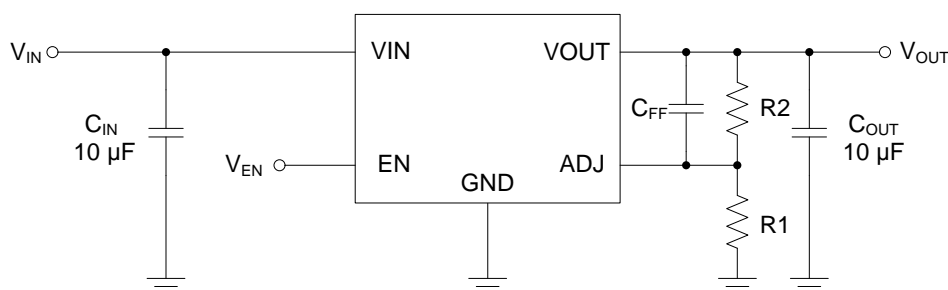 VIN
VIN
VOUT
VOUT
CIN
10 µF
CFF
R2
COUT
10 µF
VEN
EN
ADJ
GND
R1